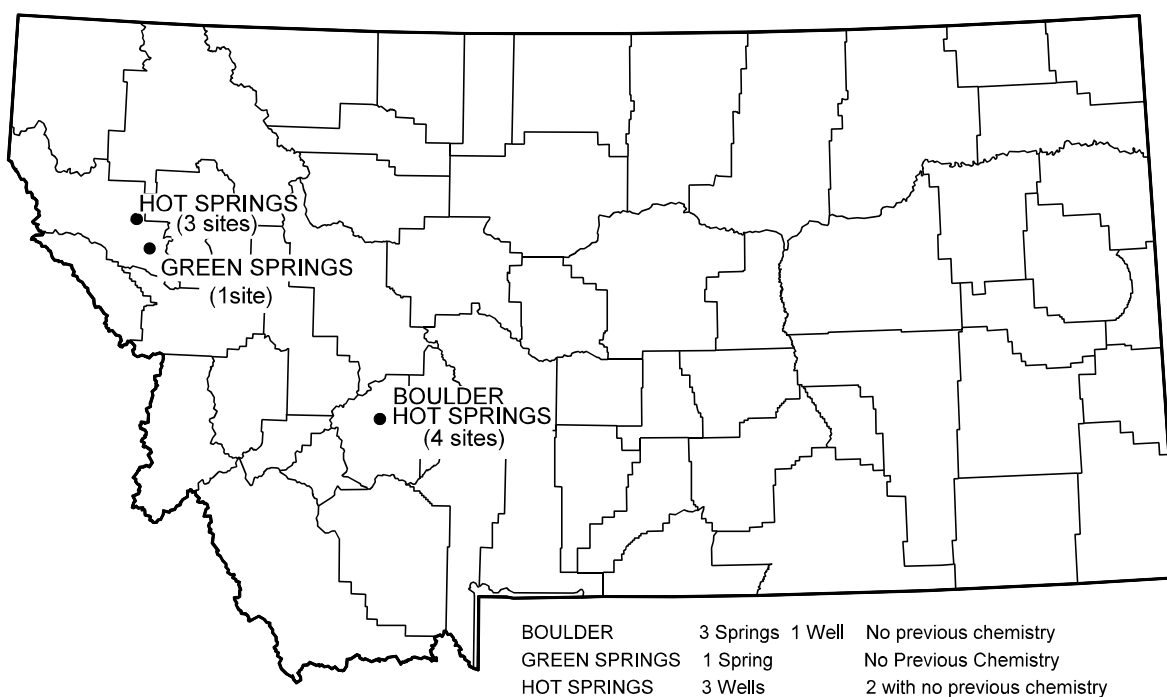 HOT SPRINGS
(3 sites)
GREEN SPRINGS
(1site)
BOULDER
HOT SPRINGS
(4 sites)
BOULDER 3 Springs 1 Well No previous chemistry
GREEN SPRINGS 1 Spring No Previous Chemistry
HOT SPRINGS 3 Wells 2 with no previous chemistry